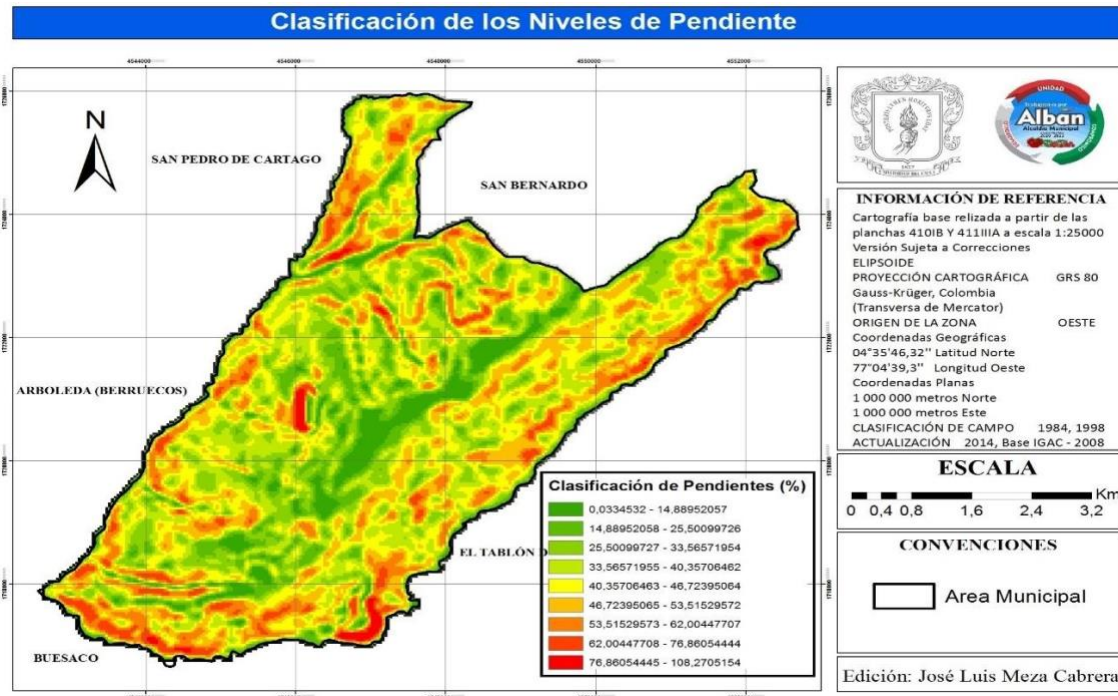 Clasificación de los Niveles de Pendiente
N
SAN PEDRO DE CARTAGO
SAN BERNARDO
ARBOLEDA (BERRUECOS)
EL TABLÓN D
BUESACO
Clasificación de Pendientes (%)
0,0334532 - 14,88952057
14,88952058 - 25,50099726
25,50099727 - 33,56571954
33,56571955 - 40,35706462
40,35706463 - 46,72395064
46,72395065 - 53,51529572
53,51529573 - 62,00447707
62,00447708 - 76,86054444
76,86054445 - 108,2705154
UNIDAD
Albán
Alcaldía Municipal
INFORMACIÓN DE REFERENCIA
Cartografía base relizada a partir de las
planchas 410IB Y 411IIIA a escala 1:25000
Versión Sujeta a Correcciones
ELIPSOIDE
PROYECCIÓN CARTOGRÁFICA GRS 80
Gauss-Krüger, Colombia
(Transversa de Mercator)
ORIGEN DE LA ZONA OESTE
Coordenadas Geográficas
04°35'46,32'' Latitud Norte
77°04'39,3'' Longitud Oeste
Coordenadas Planas
1 000 000 metros Norte
1 000 000 metros Este
CLASIFICACIÓN DE CAMPO 1984, 1998
ACTUALIZACIÓN 2014, Base IGAC - 2008
ESCALA
Km
0 0,4 0,8 1,6 2,4 3,2
CONVENCIONES
Area Municipal
Edición: José Luis Meza Cabrera